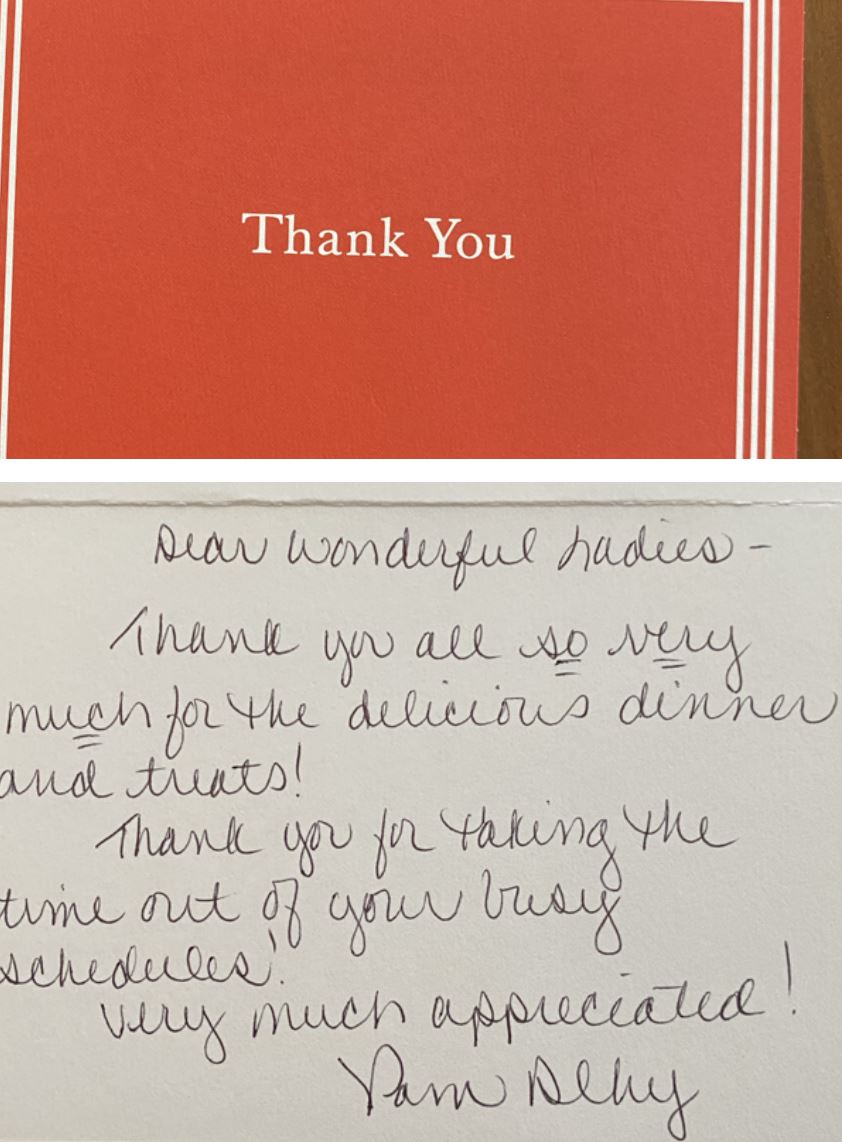 Thank You
Dear Wonderful Ladies -
Thank you all so very
much for the delicious dinner
and treats!
Thank you for taking the
time out of your busy
schedules!
Very much appreciated!
Pam